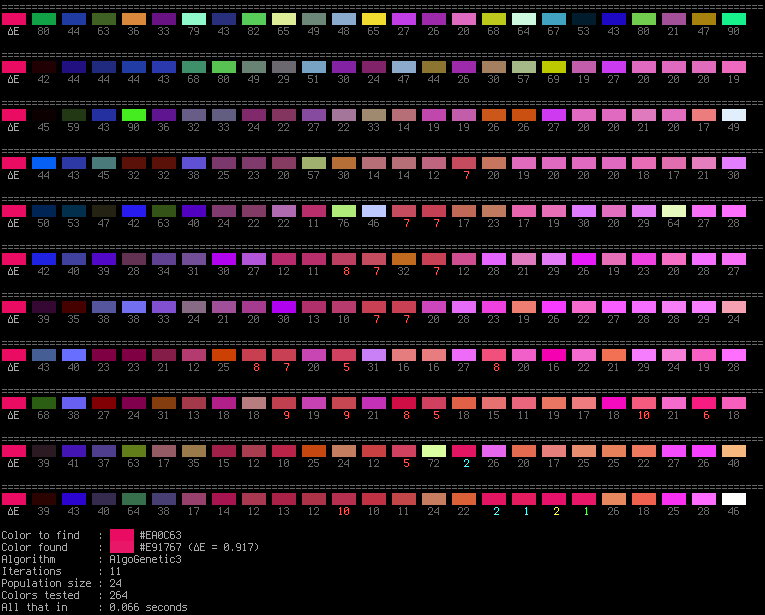 ΔE 80 44 63 36 33 79 43 82 65 49 48 65 27 26 20 68 64 67 53 43 80 21 47 90
================================================================================
ΔE 42 44 44 44 43 68 80 49 29 51 30 24 47 44 26 30 57 69 19 27 20 20 20 19
================================================================================
ΔE 45 59 43 90 36 32 33 24 22 27 22 33 14 19 19 26 26 27 20 20 21 20 17 49
================================================================================
ΔE 44 43 45 32 32 38 25 23 20 57 30 14 14 12 7 20 19 20 20 20 18 17 21 30
================================================================================
ΔE 50 53 47 42 63 40 24 22 22 11 76 46 7 7 17 23 17 19 30 20 29 64 27 28
================================================================================
ΔE 42 40 39 28 34 31 30 27 12 11 8 7 32 7 12 28 21 29 26 19 23 20 28 27
================================================================================
ΔE 39 35 38 38 33 24 21 20 30 13 10 7 7 20 28 23 19 26 22 27 28 28 29 24
================================================================================
ΔE 43 40 23 23 21 12 25 8 7 20 5 31 16 16 27 8 20 16 22 21 29 24 19 28
================================================================================
ΔE 68 38 27 24 31 13 18 18 9 19 9 21 8 5 18 15 11 19 17 18 10 21 6 18
================================================================================
ΔE 39 41 37 63 17 35 15 12 10 25 24 12 5 72 2 26 20 17 25 25 22 27 26 40
================================================================================
ΔE 39 43 40 64 38 17 14 12 12 12 10 10 11 24 22 2 1 2 1 26 18 25 28 46
Color to find : #EA0C63
Color found : #E91767 (ΔE = 0.917)
Algorithm : AlgoGenetic3
Iterations : 11
Population size : 24
Colors tested : 264
All that in : 0.066 seconds